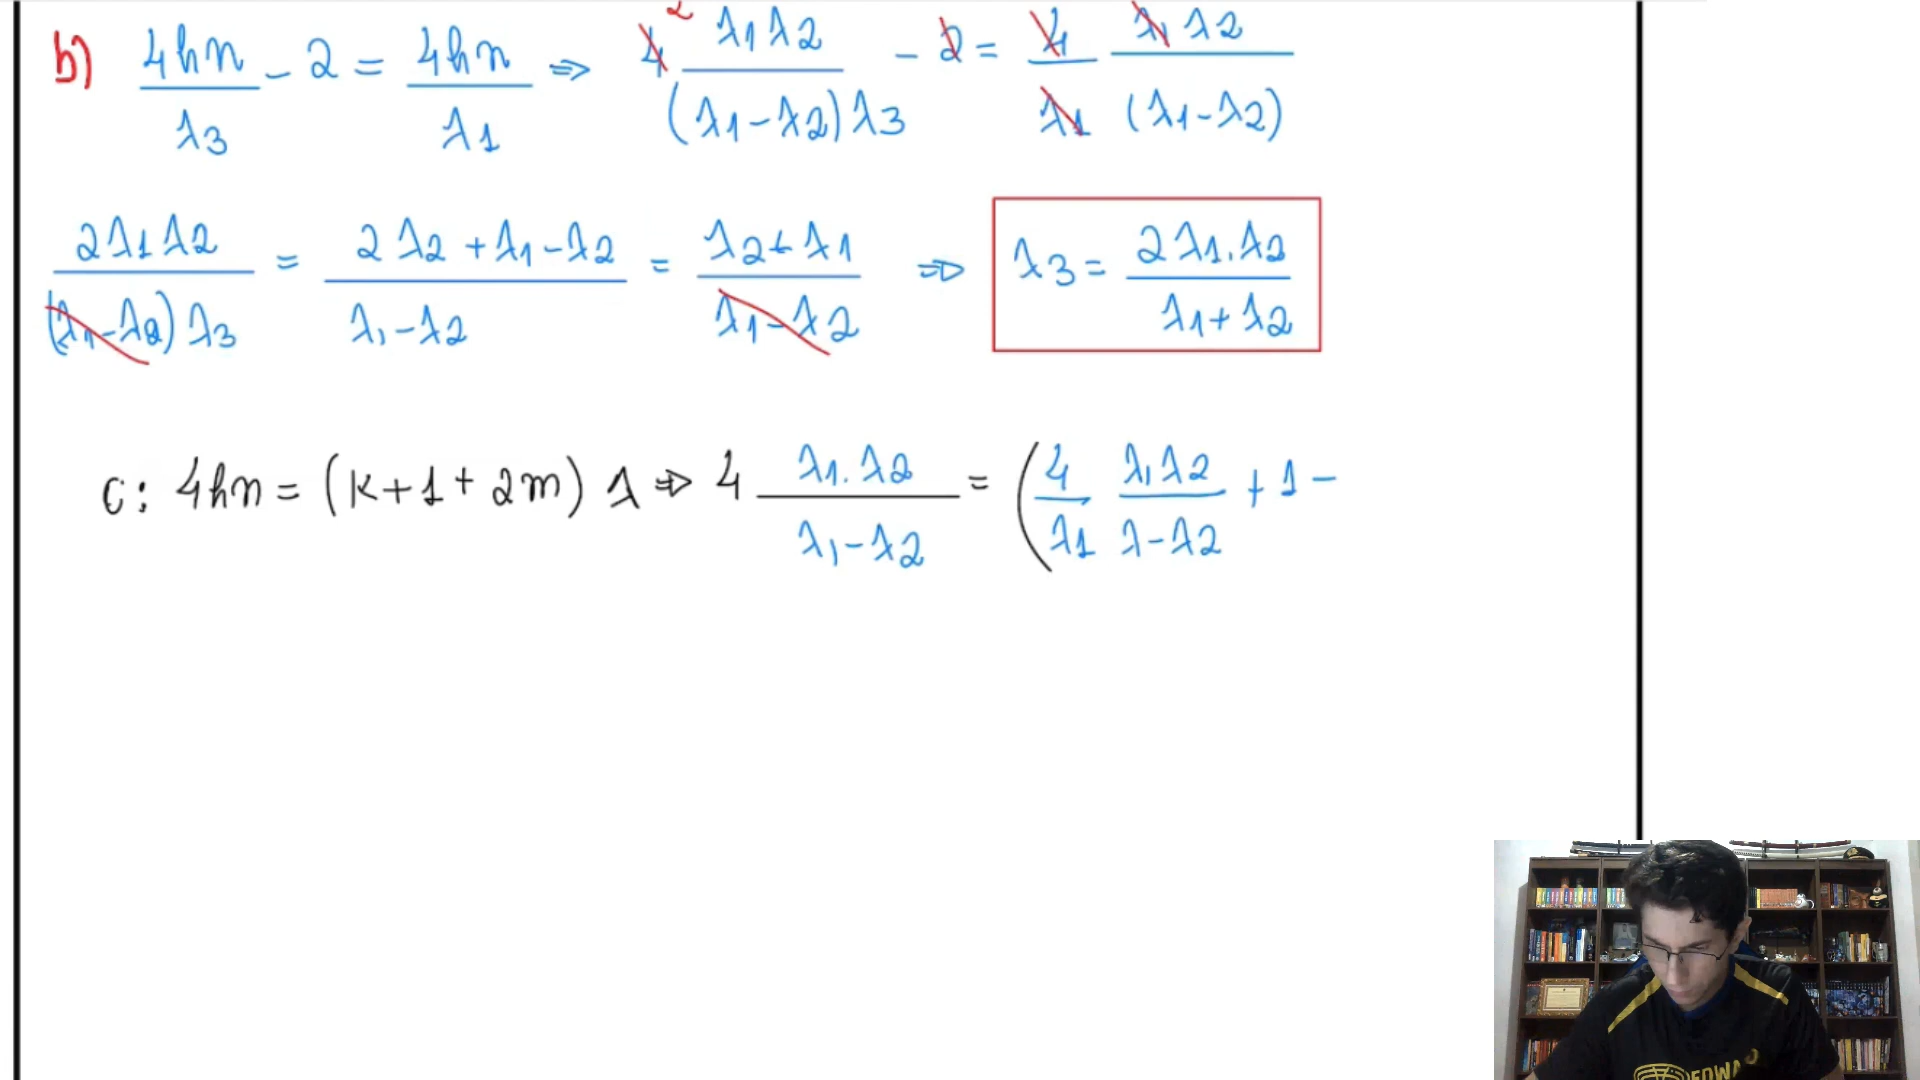 b) 4hn/λ3 - 2 = 4hn/λ1 ⇒ 4 2 λ1λ2/(λ1-λ2)λ3 - 2 = 4/λ1 λ1λ2/(λ1-λ2)
2λ1λ2/(λ1-λ2)λ3 = 2λ2+λ1-λ2/λ1-λ2 = λ2+λ1/λ1-λ2 ⇒ λ3 = 2λ1.λ2/λ1+λ2
c: 4hn = (k+1+2m) λ ⇒ 4 λ1.λ2/λ1-λ2 = (4/λ1 λ1λ2/λ-λ2 + 1 -